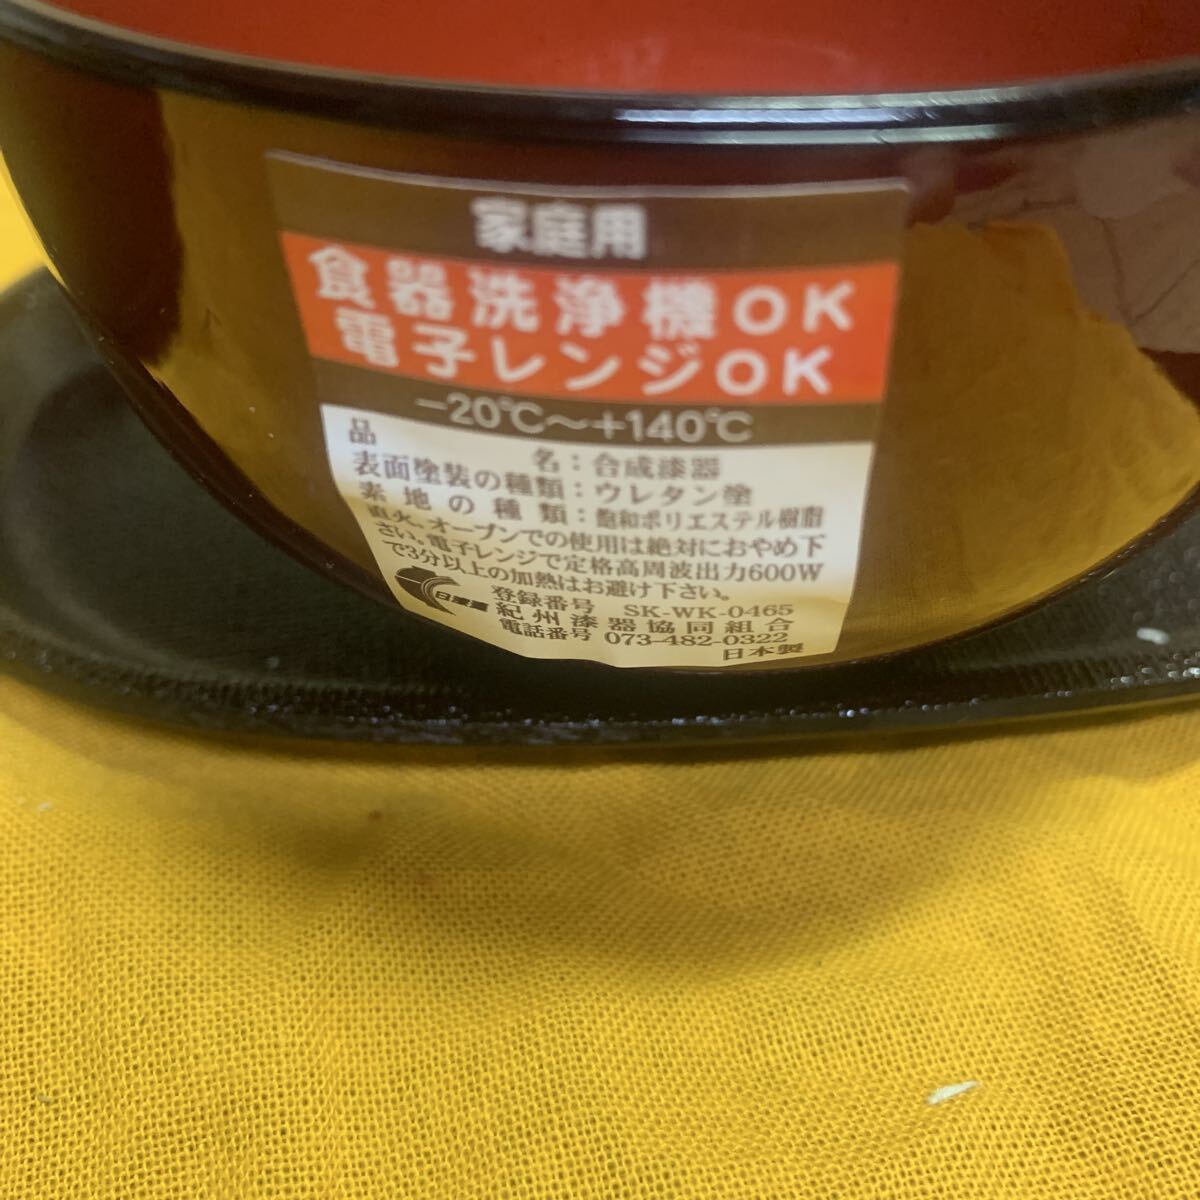 家庭用
食器洗浄機OK
電子レンジOK
-20℃~+140℃
品名:合成漆器
表面塗装の種類:ウレタン塗
素地の種類:飽和ポリエステル樹脂
直火、オーブンでの使用は絶対におやめ下
さい。電子レンジで定格高周波出力600W
で3分以上の加熱はお避け下さい。
日漆連
登録番号 SK-WK-0465
紀州漆器協同組合
電話番号 073-482-0322
日本製